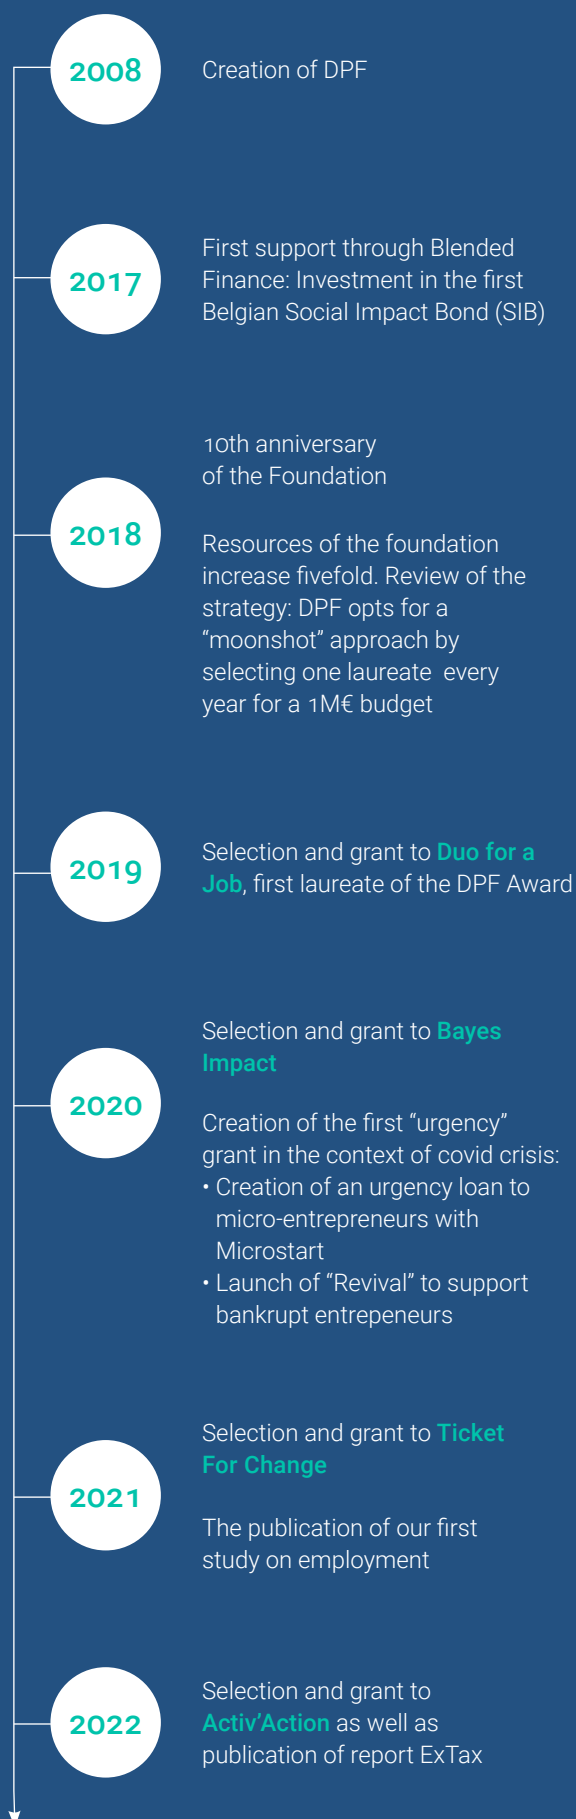 2008
Creation of DPF
2017
First support through Blended
Finance: Investment in the first
Belgian Social Impact Bond (SIB)
2018
10th anniversary
of the Foundation
Resources of the foundation
increase fivefold. Review of the
strategy: DPF opts for a
“moonshot” approach by
selecting one laureate every
year for a 1M€ budget
2019
Selection and grant to Duo for a
Job, first laureate of the DPF Award
2020
Selection and grant to Bayes
Impact
Creation of the first “urgency”
grant in the context of covid crisis:
• Creation of an urgency loan to
micro-entrepreneurs with
Microstart
• Launch of “Revival” to support
bankrupt entrepeneurs
2021
Selection and grant to Ticket
For Change
The publication of our first
study on employment
2022
Selection and grant to
Activ’Action as well as
publication of report ExTax